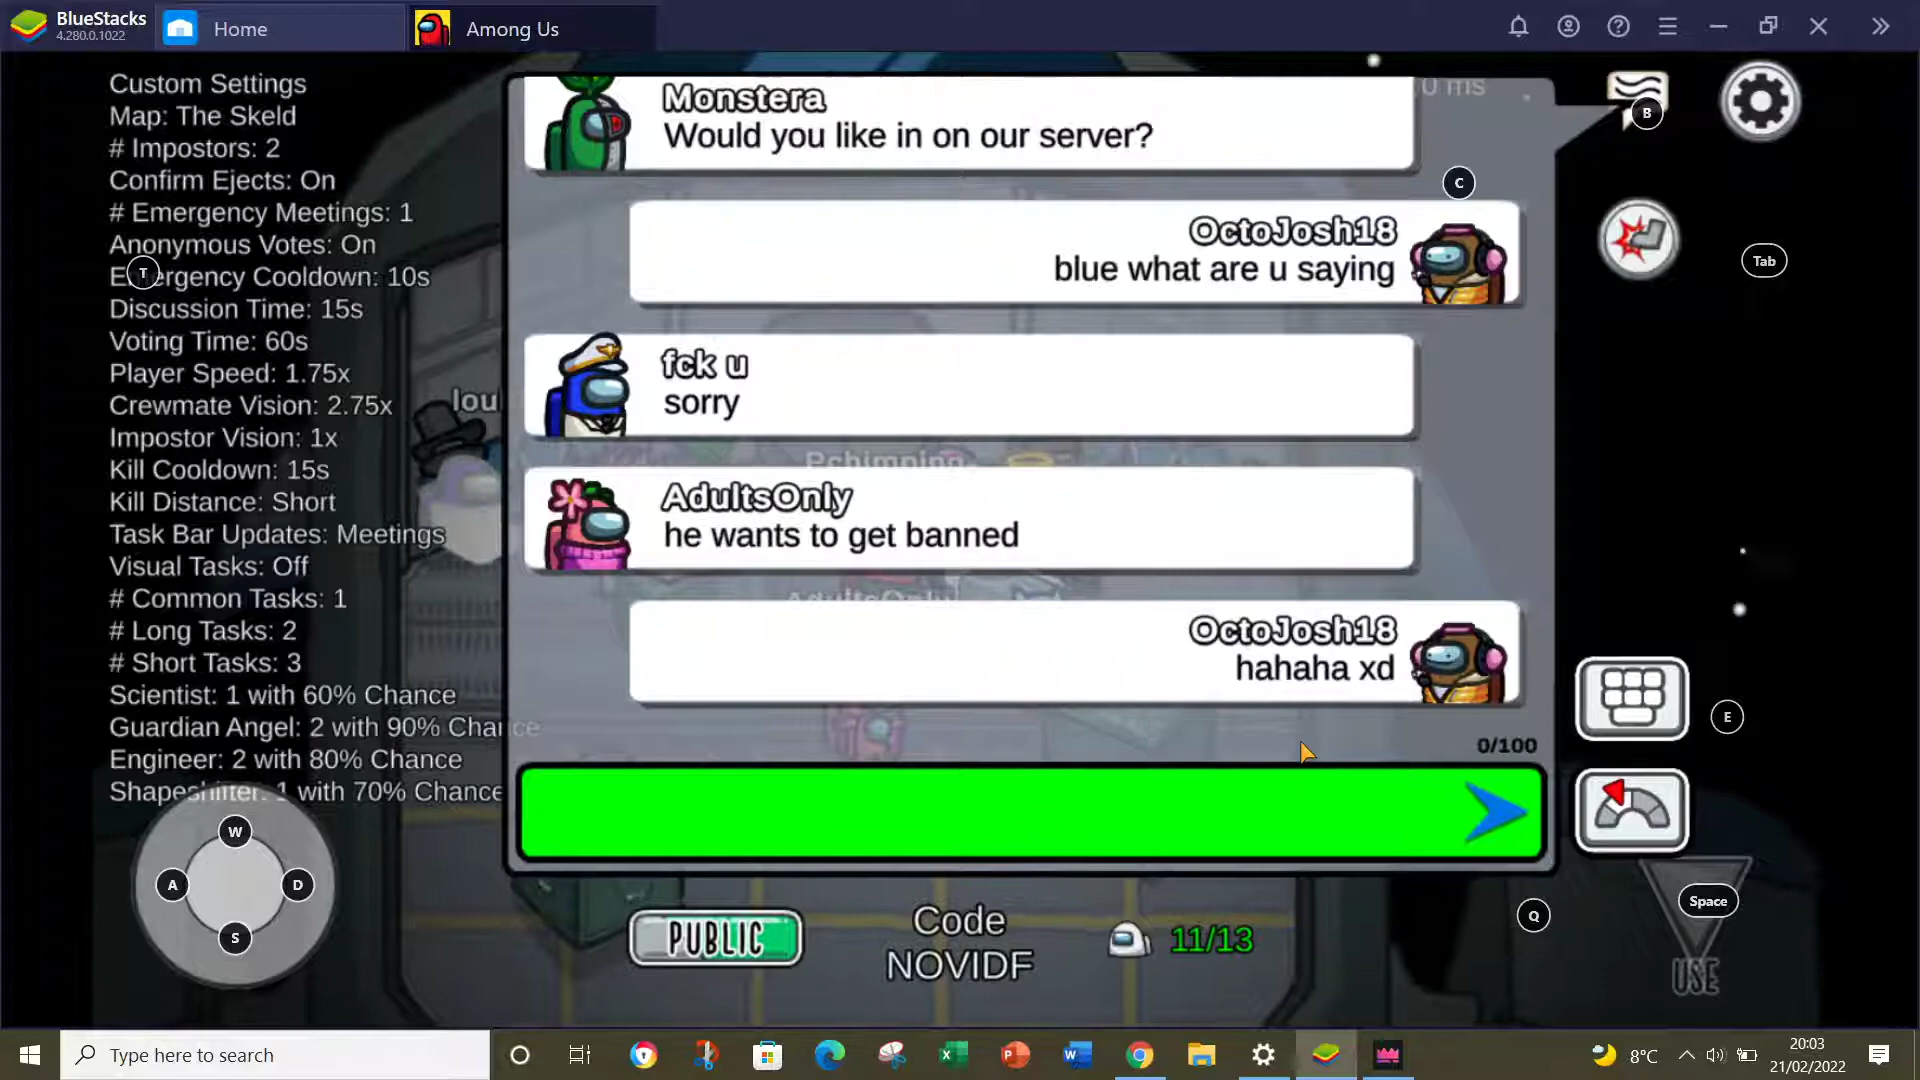 BlueStacks
4.280.0.1022
Home
Among Us
Custom Settings
Map: The Skeld
# Impostors: 2
Confirm Ejects: On
# Emergency Meetings: 1
Anonymous Votes: On
Emergency Cooldown: 10s
Discussion Time: 15s
Voting Time: 60s
Player Speed: 1.75x
Crewmate Vision: 2.75x
Impostor Vision: 1x
Kill Cooldown: 15s
Kill Distance: Short
Task Bar Updates: Meetings
Visual Tasks: Off
# Common Tasks: 1
# Long Tasks: 2
# Short Tasks: 3
Scientist: 1 with 60% Chance
Guardian Angel: 2 with 90% Chance
Engineer: 2 with 80% Chance
Shapeshifter: 1 with 70% Chance
T
W
A
D
S
loui
Monstera
Would you like in on our server?
0 ms
OctoJosh18
blue what are u saying
fck u
sorry
AdultsOnly
he wants to get banned
AdultsOnly
OctoJosh18
hahaha xd
0/100
PUBLIC
Code
NOVIDF
11/13
B
C
Tab
E
Q
Space
USE
Type here to search
8°C
20:03
21/02/2022